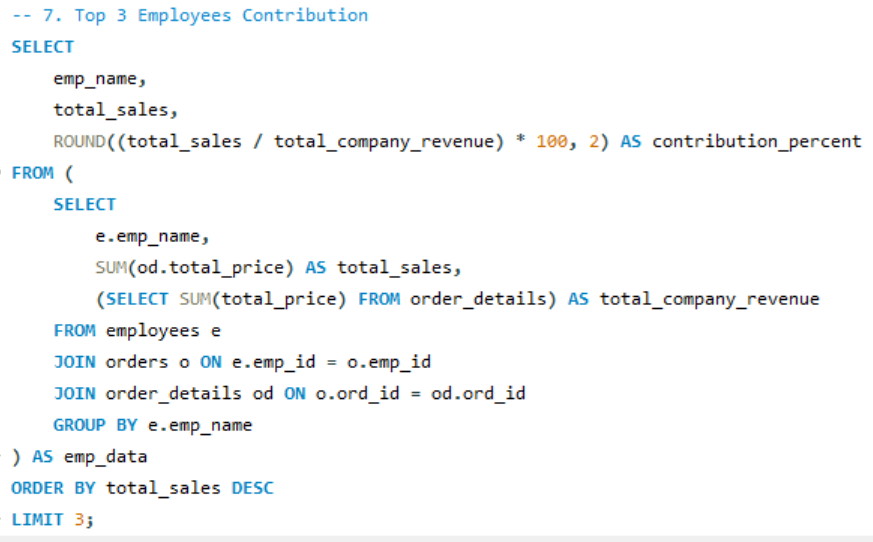 -- 7. Top 3 Employees Contribution
SELECT
    emp_name,
    total_sales,
    ROUND((total_sales / total_company_revenue) * 100, 2) AS contribution_percent
FROM (
    SELECT
        e.emp_name,
        SUM(od.total_price) AS total_sales,
        (SELECT SUM(total_price) FROM order_details) AS total_company_revenue
    FROM employees e
    JOIN orders o ON e.emp_id = o.emp_id
    JOIN order_details od ON o.ord_id = od.ord_id
    GROUP BY e.emp_name
) AS emp_data
ORDER BY total_sales DESC
LIMIT 3;